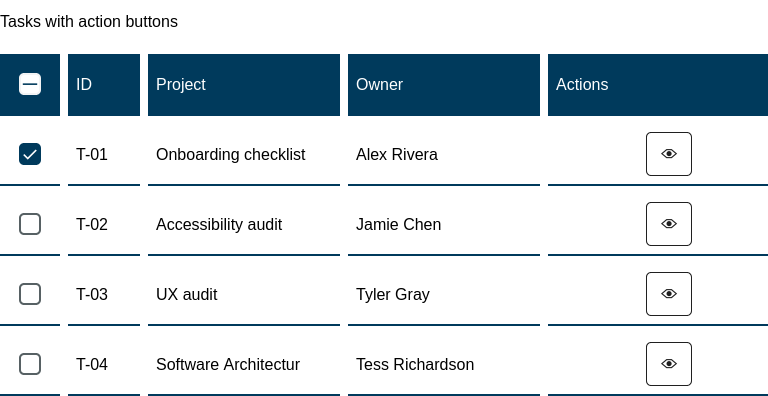 Tasks with action buttons
ID Project Owner Actions
T-01 Onboarding checklist Alex Rivera
T-02 Accessibility audit Jamie Chen
T-03 UX audit Tyler Gray
T-04 Software Architectur Tess Richardson